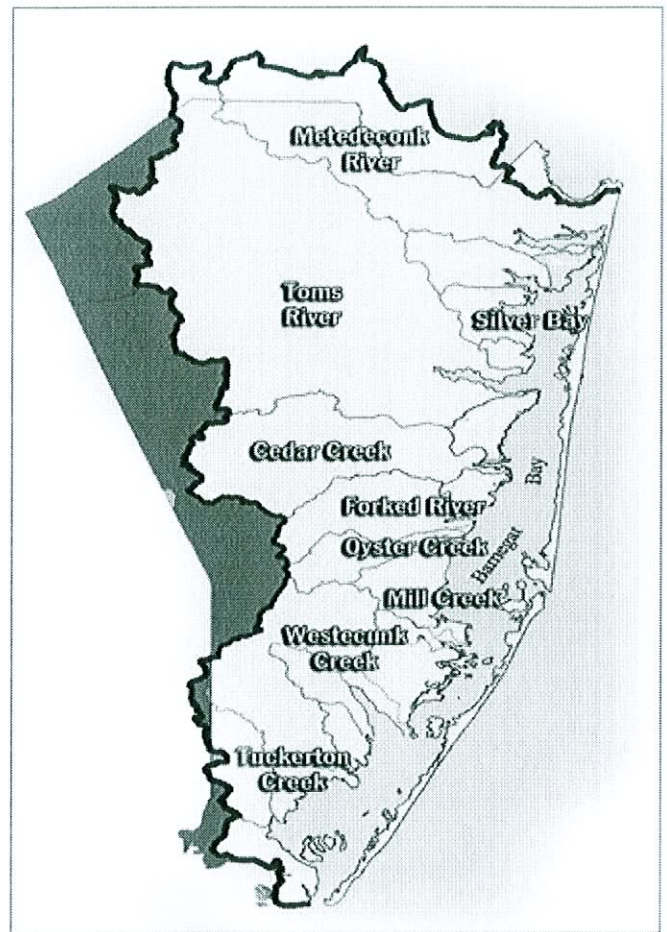 Metedeconk
River
Toms
River
Silver Bay
Cedar Creek
Bay
Forked River
Oyster Creek
Barnegat
Mill Creek
Westecunk
Creek
Tuckerton
Creek